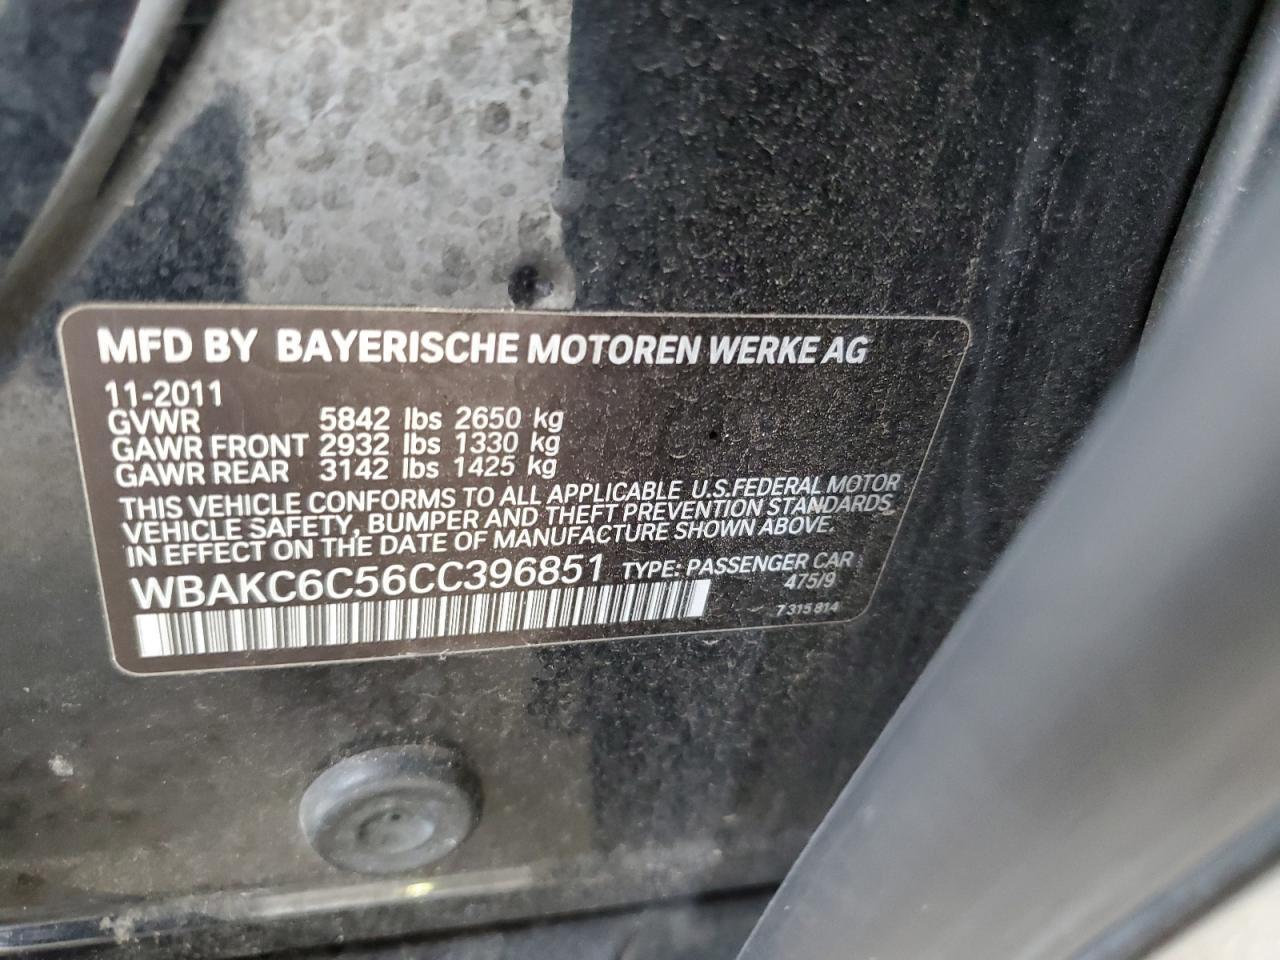 MFD BY BAYERISCHE MOTOREN WERKE AG
11-2011
GVWR 5842 lbs 2650 kg
GAWR FRONT 2932 lbs 1330 kg
GAWR REAR 3142 lbs 1425 kg
THIS VEHICLE CONFORMS TO ALL APPLICABLE U.S.FEDERAL MOTOR
VEHICLE SAFETY, BUMPER AND THEFT PREVENTION STANDARDS
IN EFFECT ON THE DATE OF MANUFACTURE SHOWN ABOVE.
WBAKC6C56CC396851 TYPE: PASSENGER CAR
475/9
7 315 814